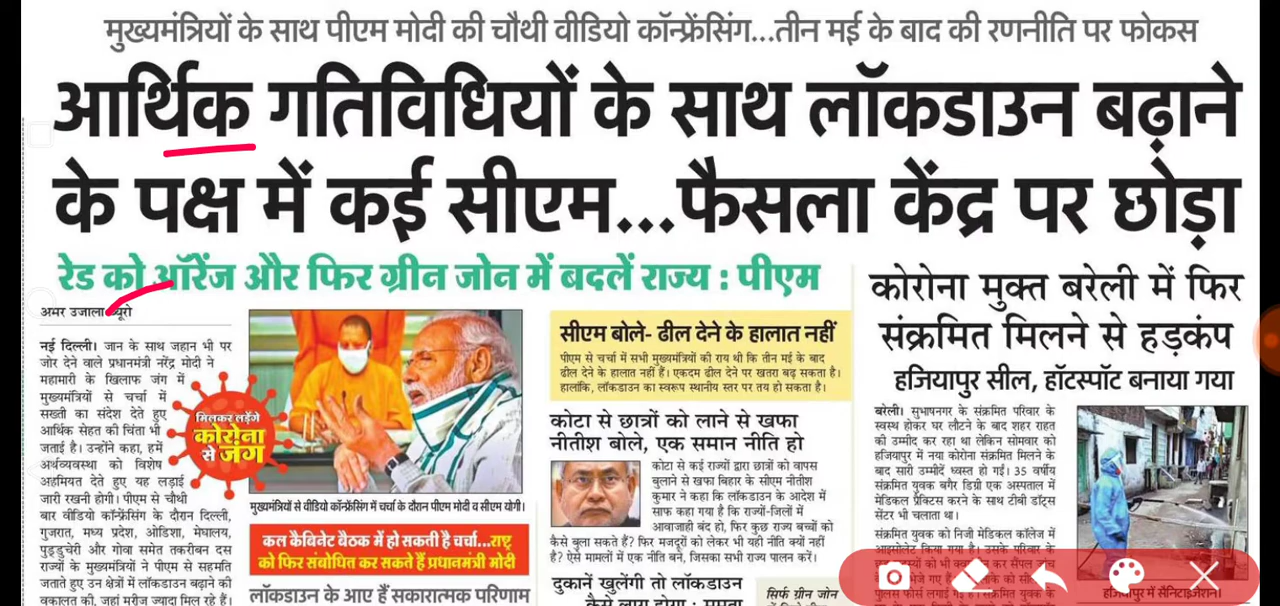 मुख्यमंत्रियों के साथ पीएम मोदी की चौथी वीडियो कॉन्फ्रेंसिंग...तीन मई के बाद की रणनीति पर फोकस
आर्थिक गतिविधियों के साथ लॉकडाउन बढ़ाने
के पक्ष में कई सीएम...फैसला केंद्र पर छोड़ा
रेड को ऑरेंज और फिर ग्रीन जोन में बदलें राज्य : पीएम
अमर उजाला ब्यूरो
नई दिल्ली। जान के साथ जहान भी पर
जोर देने वाले प्रधानमंत्री नरेंद्र मोदी ने
महामारी के खिलाफ जंग में
मुख्यमंत्रियों से चर्चा में
सख्ती का संदेश देते हुए
आर्थिक सेहत की चिंता भी
जताई है। उन्होंने कहा, हमें
अर्थव्यवस्था को विशेष
अहमियत देते हुए यह लड़ाई
जारी रखनी होगी। पीएम से चौथी
बार वीडियो कॉन्फ्रेंसिंग के दौरान दिल्ली,
गुजरात, मध्य प्रदेश, ओडिशा, मेघालय,
पुडुचेरी और गोवा समेत तकरीबन दस
राज्यों के मुख्यमंत्रियों ने पीएम से सहमति
जताते हुए उन क्षेत्रों में लॉकडाउन बढ़ाने की
वकालत की, जहां मरीज ज्यादा मिल रहे हैं।
मिलकर लड़ेंगे
कोरोना
से जंग
मुख्यमंत्रियों से वीडियो कॉन्फ्रेंसिंग में चर्चा के दौरान पीएम मोदी व सीएम योगी।
कल कैबिनेट बैठक में हो सकती है चर्चा...राष्ट्र
को फिर संबोधित कर सकते हैं प्रधानमंत्री मोदी
लॉकडाउन के आए हैं सकारात्मक परिणाम
सीएम बोले- ढील देने के हालात नहीं
पीएम से चर्चा में सभी मुख्यमंत्रियों की राय थी कि तीन मई के बाद
ढील देने के हालात नहीं हैं। एकदम ढील देने पर खतरा बढ़ सकता है।
हालांकि, लॉकडाउन का स्वरूप स्थानीय स्तर पर तय हो सकता है।
कोटा से छात्रों को लाने से खफा
नीतीश बोले, एक समान नीति हो
कोटा से कई राज्यों द्वारा छात्रों को वापस
बुलाने से खफा बिहार के सीएम नीतीश
कुमार ने कहा कि लॉकडाउन के आदेश में
साफ कहा गया है कि राज्यों-जिलों में
आवाजाही बंद हो, फिर कुछ राज्य बच्चों को
कैसे बुला सकते हैं? फिर मजदूरों को लेकर भी यही नीति क्यों नहीं
है? ऐसे मामलों में एक नीति बने, जिसका सभी राज्य पालन करें।
दुकानें खुलेंगी तो लॉकडाउन
कैसे लागू होगा : ममता
सिर्फ ग्रीन जोन
कोरोना मुक्त बरेली में फिर
संक्रमित मिलने से हड़कंप
हजियापुर सील, हॉटस्पॉट बनाया गया
बरेली। सुभाषनगर के संक्रमित परिवार के
स्वस्थ होकर घर लौटने के बाद शहर राहत
की उम्मीद कर रहा था लेकिन सोमवार को
हजियापुर में नया कोरोना संक्रमित मिलने के
बाद सारी उम्मीदें ध्वस्त हो गईं। 35 वर्षीय
संक्रमित युवक बगैर डिग्री एक अस्पताल में
मेडिकल प्रैक्टिस करने के साथ टीबी डॉट्स
सेंटर भी चलाता था।
संक्रमित युवक को निजी मेडिकल कॉलेज में
आइसोलेट किया गया है। उसके परिवार के
हजियापुर में सैनिटाइजेशन।